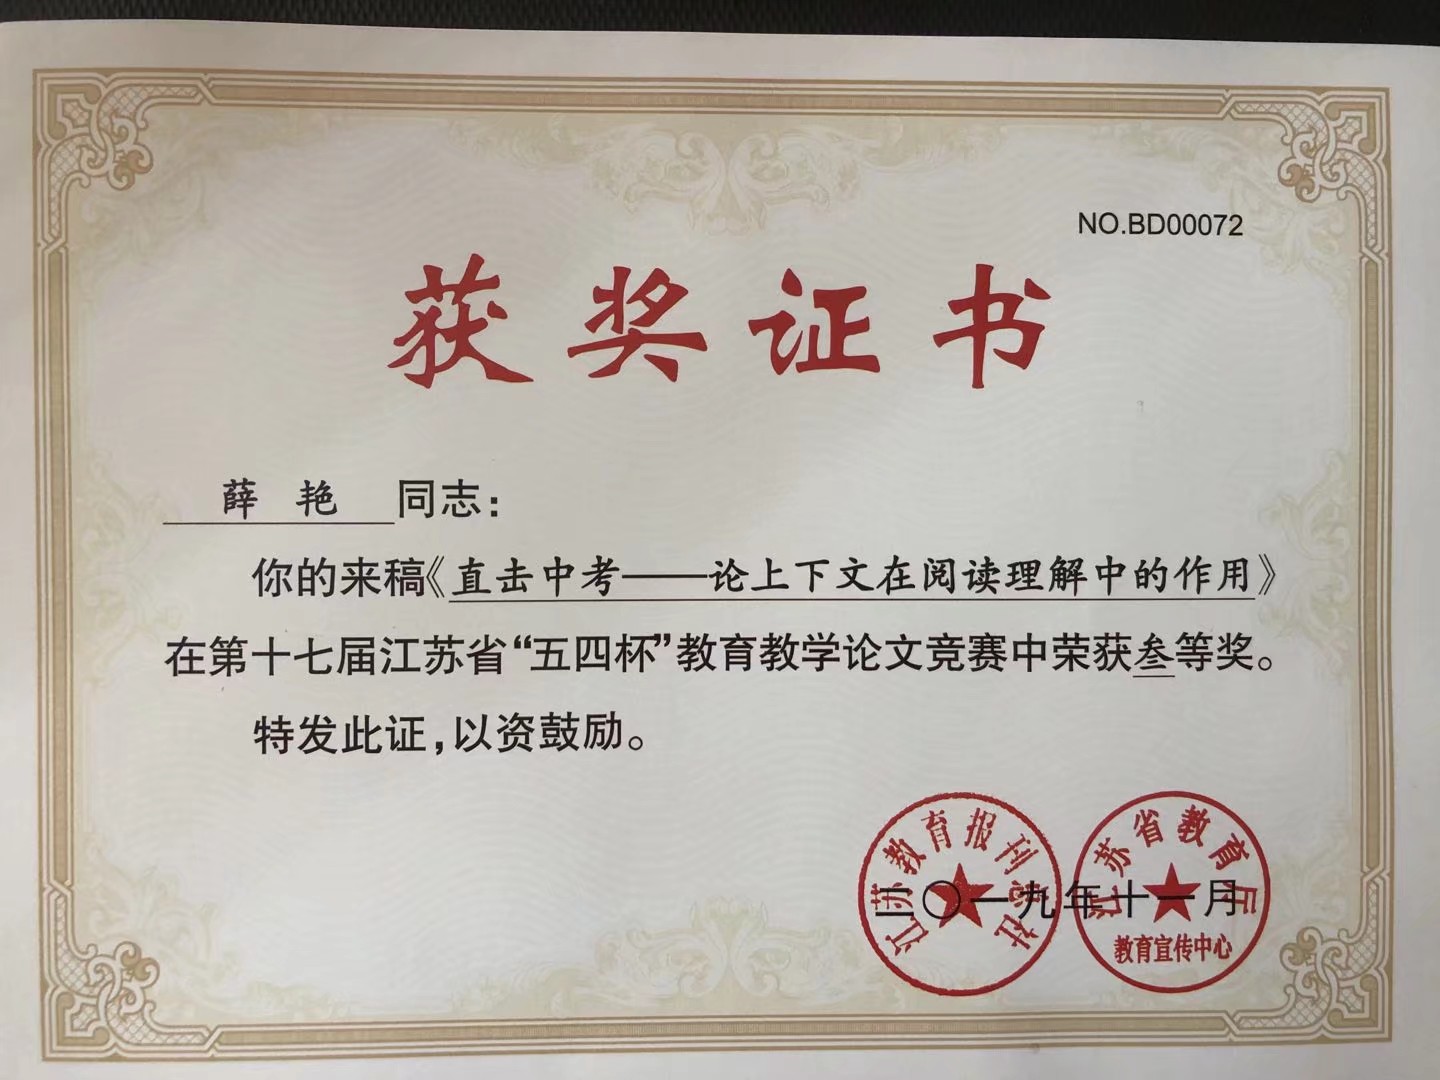 NO.BD00072
获奖证书
薛艳 同志：
你的来稿《直击中考——论上下文在阅读理解中的作用》
在第十七届江苏省“五四杯”教育教学论文竞赛中荣获叁等奖。
特发此证，以资鼓励。
江苏教育报刊总社
江苏省教育厅
二〇一九年十一月
教育宣传中心